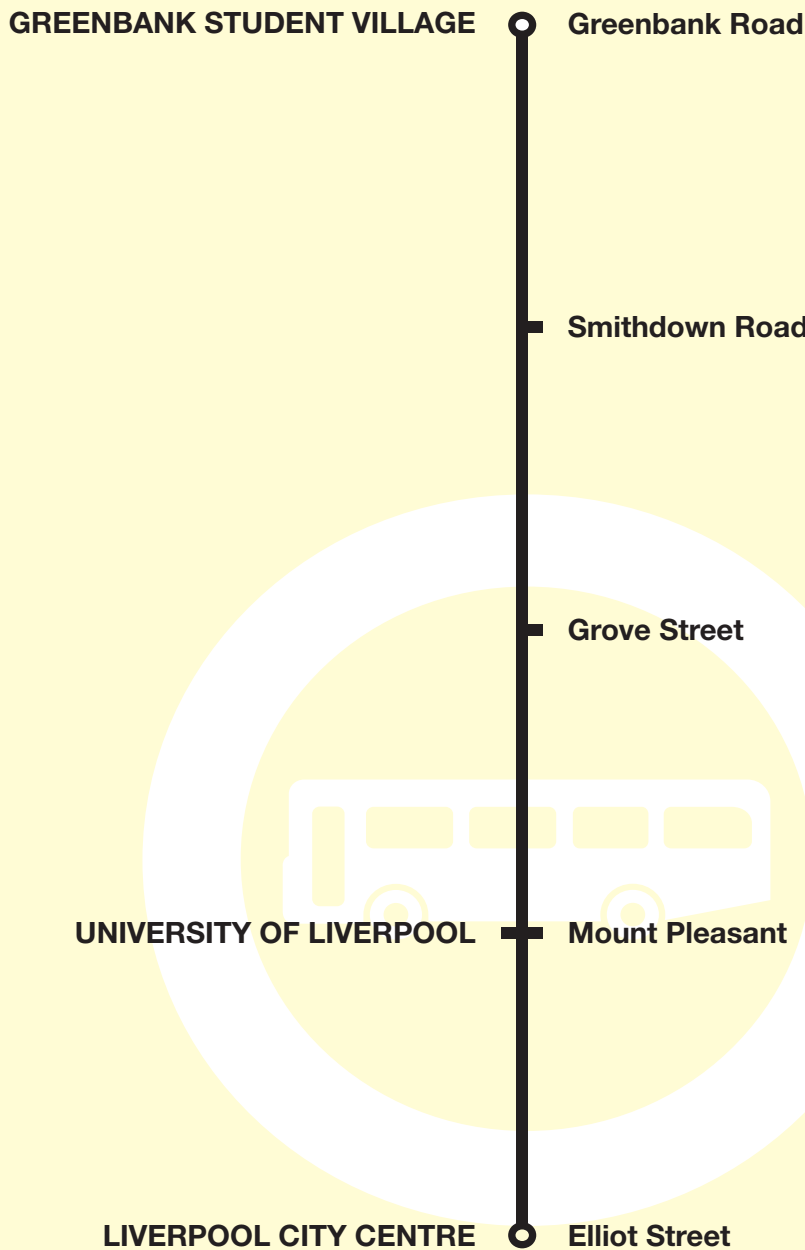 GREENBANK STUDENT VILLAGE Greenbank Road
Smithdown Road
Grove Street
UNIVERSITY OF LIVERPOOL Mount Pleasant
LIVERPOOL CITY CENTRE Elliot Street